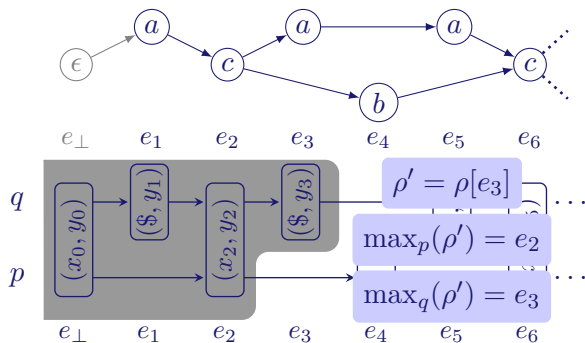 a a a
ϵ c c
b
e⊥ e₁ e₂ e₃ e₄ e₅ e₆
q (x₀, y₀) ($, y₁) (x₂, y₂) ($, y₃) ρ′ = ρ[e₃] ···
maxₚ(ρ′) = e₂
p max_q(ρ′) = e₃ ···
e⊥ e₁ e₂ e₃ e₄ e₅ e₆